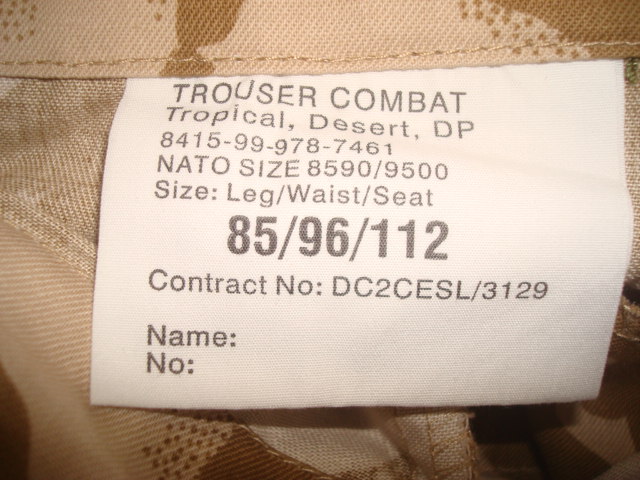 TROUSER COMBAT
Tropical, Desert, DP
8415-99-978-7461
NATO SIZE 8590/9500
Size: Leg/Waist/Seat
85/96/112
Contract No: DC2CESL/3129
Name:
No: